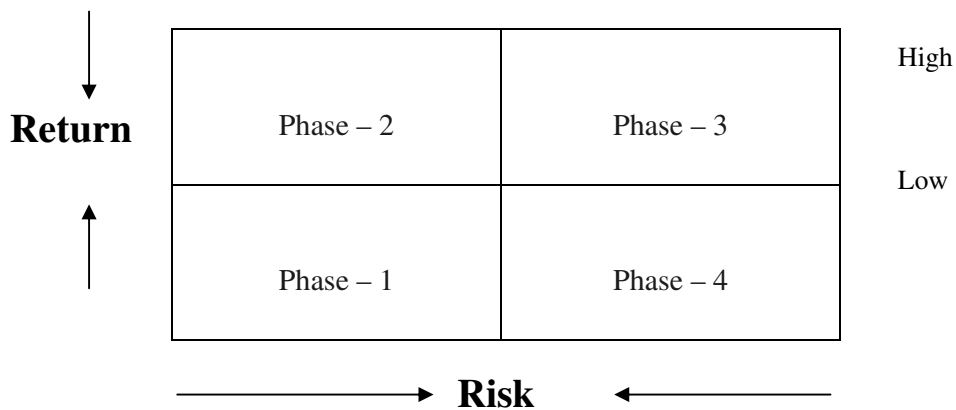 High
Return
Phase – 2
Phase – 3
Low
Phase – 1
Phase – 4
Risk